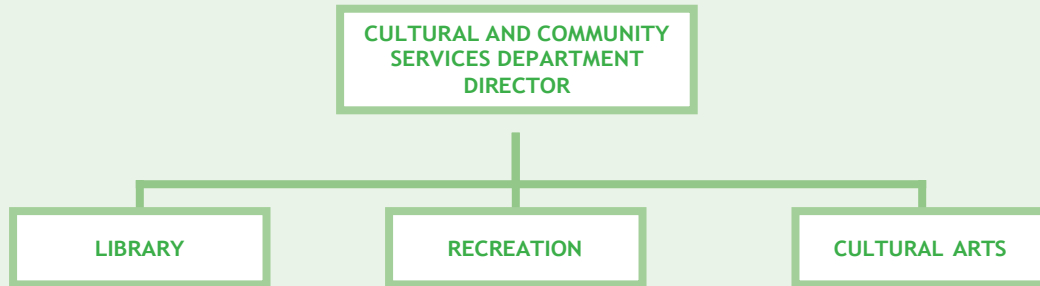 CULTURAL AND COMMUNITY
SERVICES DEPARTMENT
DIRECTOR
LIBRARY
RECREATION
CULTURAL ARTS